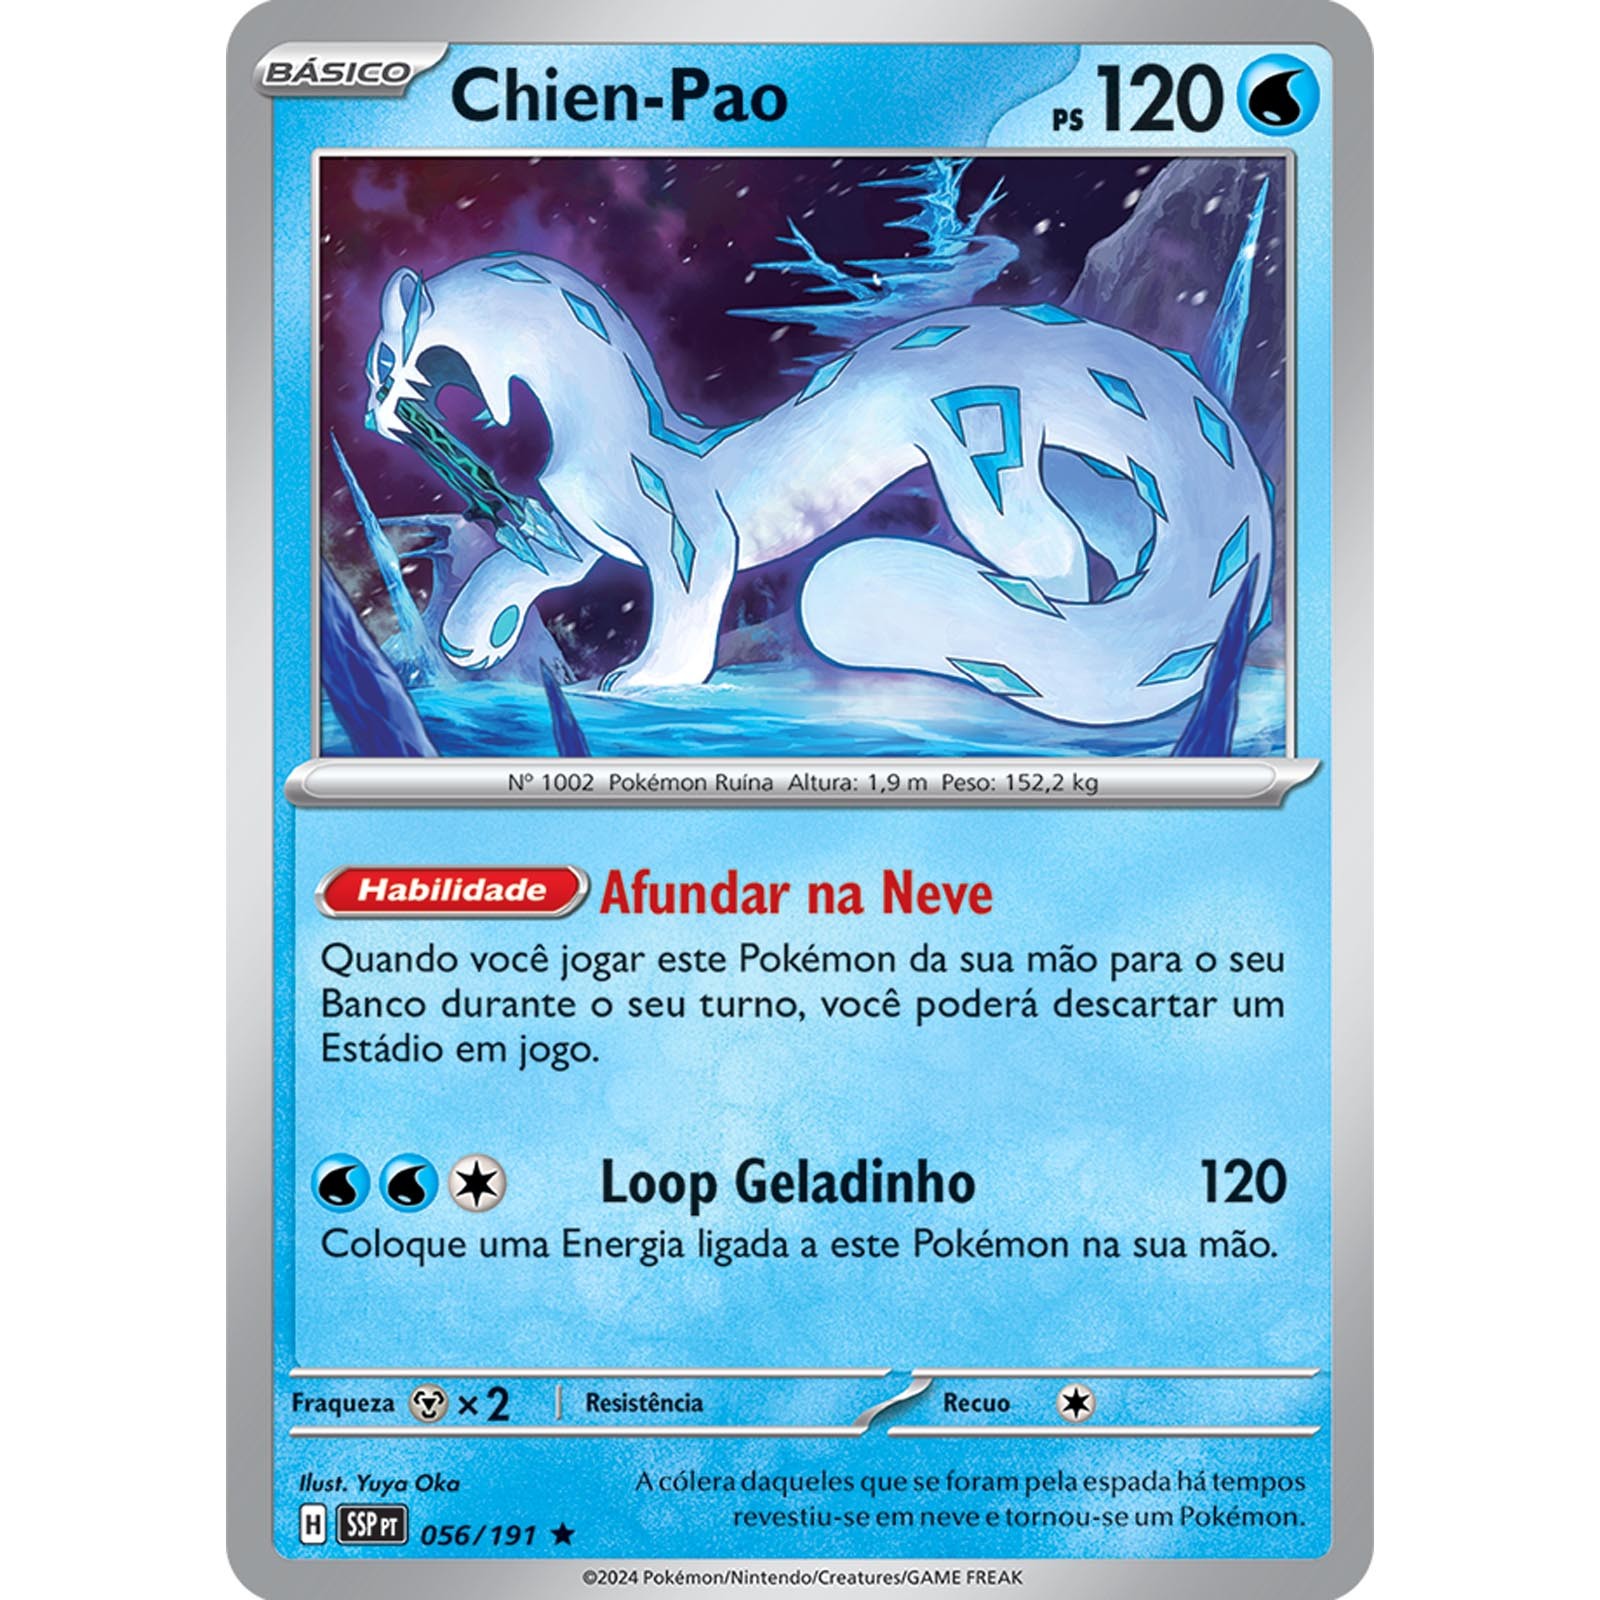 BÁSICO
Chien-Pao
PS 120
Nº 1002 Pokémon Ruína Altura: 1,9 m Peso: 152,2 kg
Habilidade Afundar na Neve
Quando você jogar este Pokémon da sua mão para o seu
Banco durante o seu turno, você poderá descartar um
Estádio em jogo.
Loop Geladinho 120
Coloque uma Energia ligada a este Pokémon na sua mão.
Fraqueza ×2 Resistência Recuo
Ilust. Yuya Oka
A cólera daqueles que se foram pela espada há tempos
revestiu-se em neve e tornou-se um Pokémon.
H SSP PT 056/191
©2024 Pokémon/Nintendo/Creatures/GAME FREAK